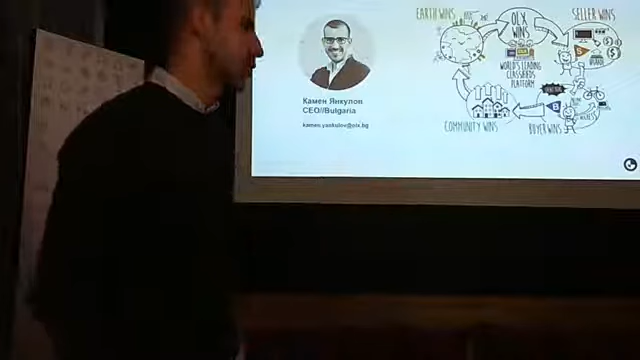 Камен Янкулов
CEO//Bulgaria
kamen.yankulov@olx.bg
EARTH WINS
OLX
WINS
WORLD'S LEADING
CLASSIFIEDS
PLATFORM
SELLER WINS
S
COMMUNITY WINS
B
BUYER WINS